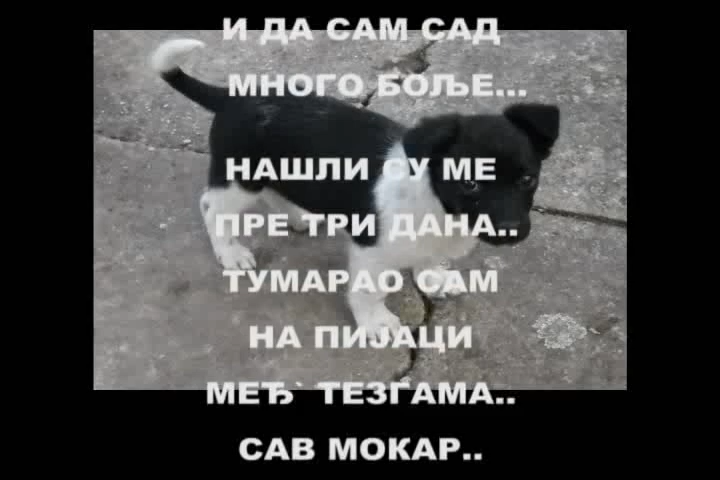 И ДА САМ САД
МНОГО БОЉЕ...
НАШЛИ СУ МЕ
ПРЕ ТРИ ДАНА..
ТУМАРАО САМ
НА ПИЈАЦИ
МЕЂ` ТЕЗГАМА..
САВ МОКАР..